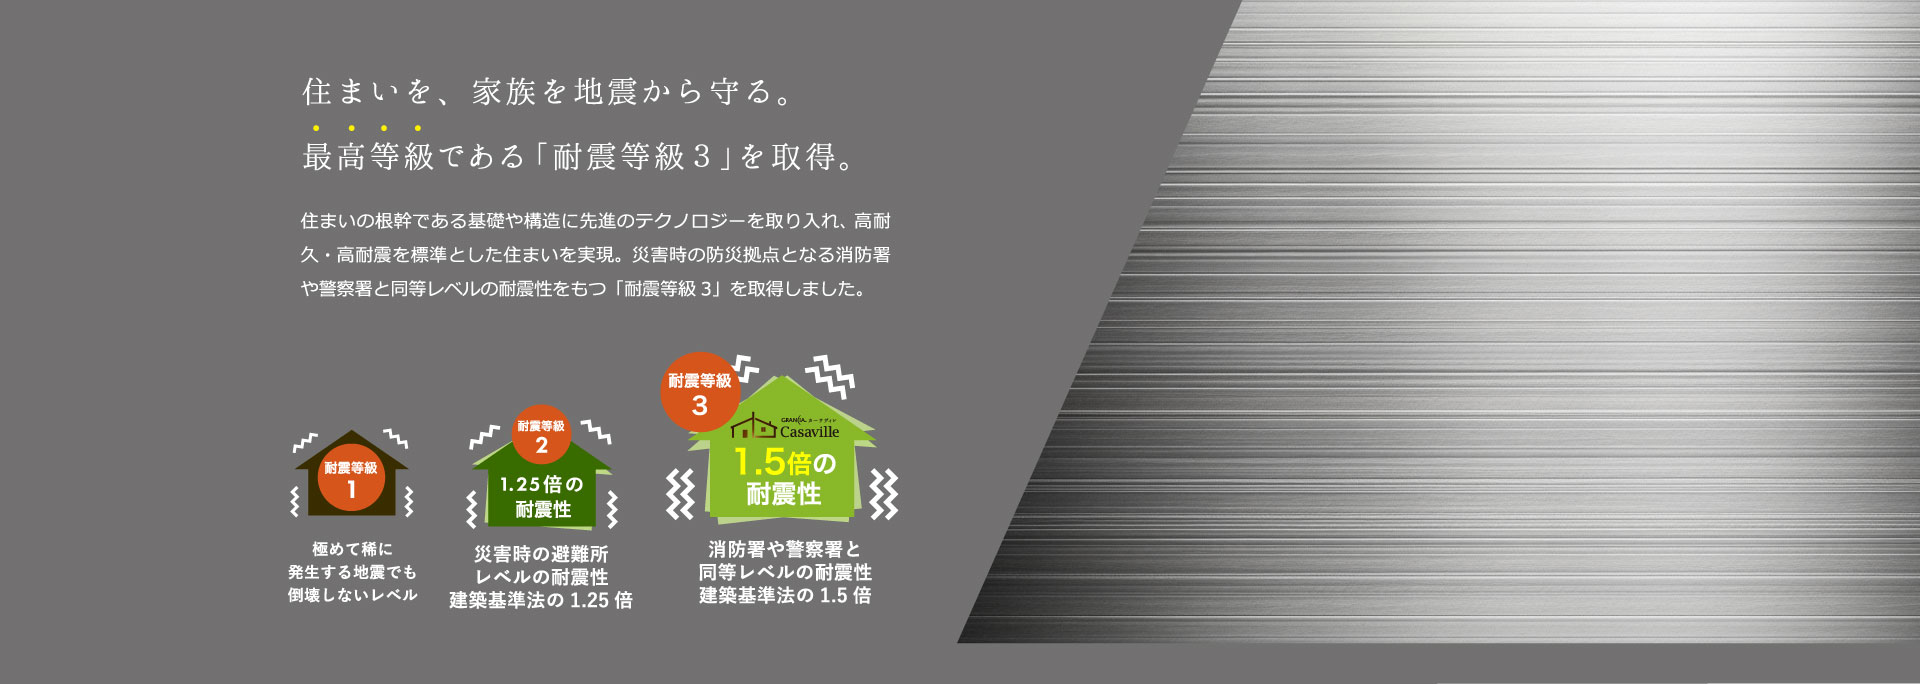 住まいを、家族を地震から守る。
最高等級である「耐震等級3」を取得。
住まいの根幹である基礎や構造に先進のテクノロジーを取り入れ、高耐
久・高耐震を標準とした住まいを実現。災害時の防災拠点となる消防署
や警察署と同等レベルの耐震性をもつ「耐震等級3」を取得しました。
耐震等級
1
極めて稀に
発生する地震でも
倒壊しないレベル
耐震等級
2
1.25倍の
耐震性
災害時の避難所
レベルの耐震性
建築基準法の1.25倍
耐震等級
3
Casaville
1.5倍の
耐震性
消防署や警察署と
同等レベルの耐震性
建築基準法の1.5倍